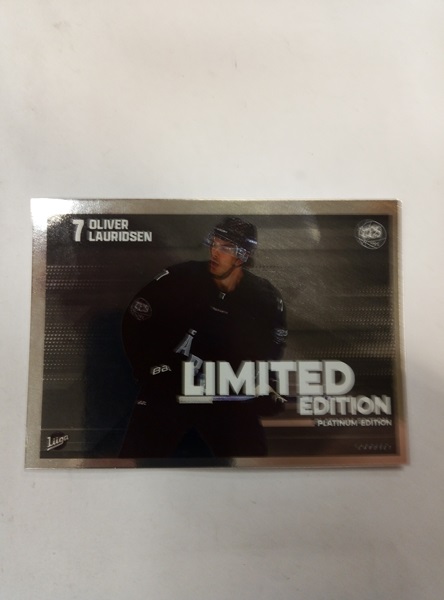 7 OLIVER
LAURIDSEN
LIMITED
EDITION
PLATINUM EDITION
Liiga